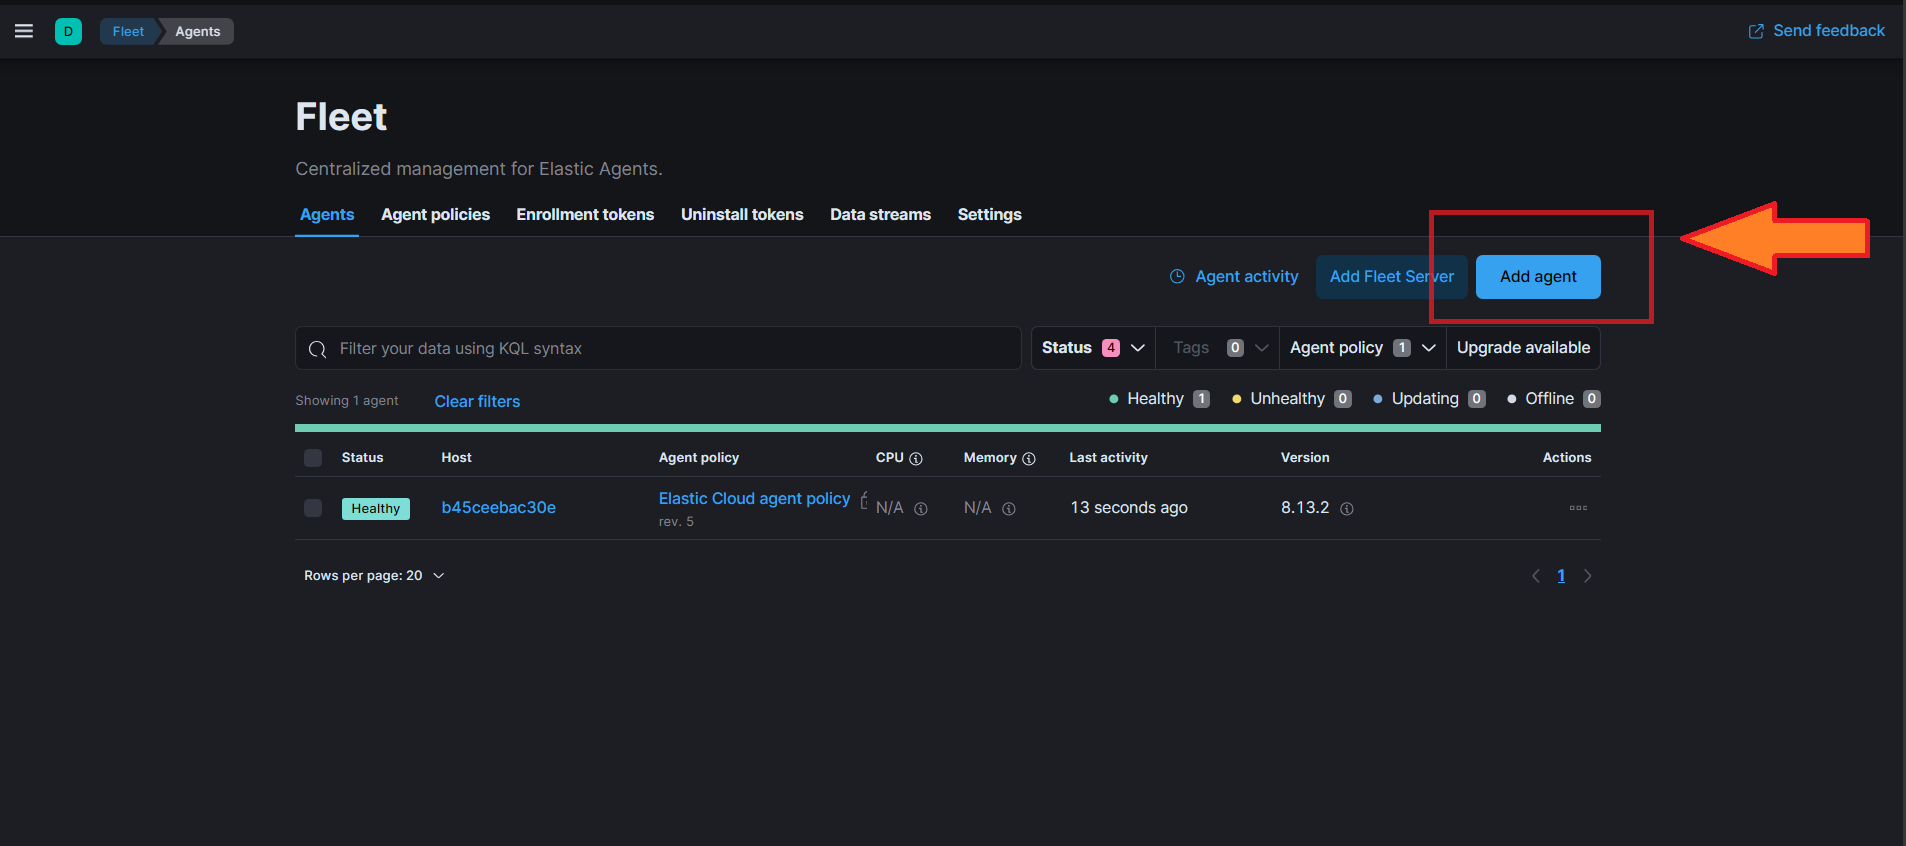 D Fleet Agents Send feedback
Fleet
Centralized management for Elastic Agents.
Agents Agent policies Enrollment tokens Uninstall tokens Data streams Settings
Agent activity Add Fleet Server Add agent
Filter your data using KQL syntax Status 4 Tags 0 Agent policy 1 Upgrade available
Showing 1 agent Clear filters Healthy 1 Unhealthy 0 Updating 0 Offline 0
Status Host Agent policy CPU Memory Last activity Version Actions
Healthy b45ceebac30e Elastic Cloud agent policy N/A N/A 13 seconds ago 8.13.2
rev. 5
Rows per page: 20 1